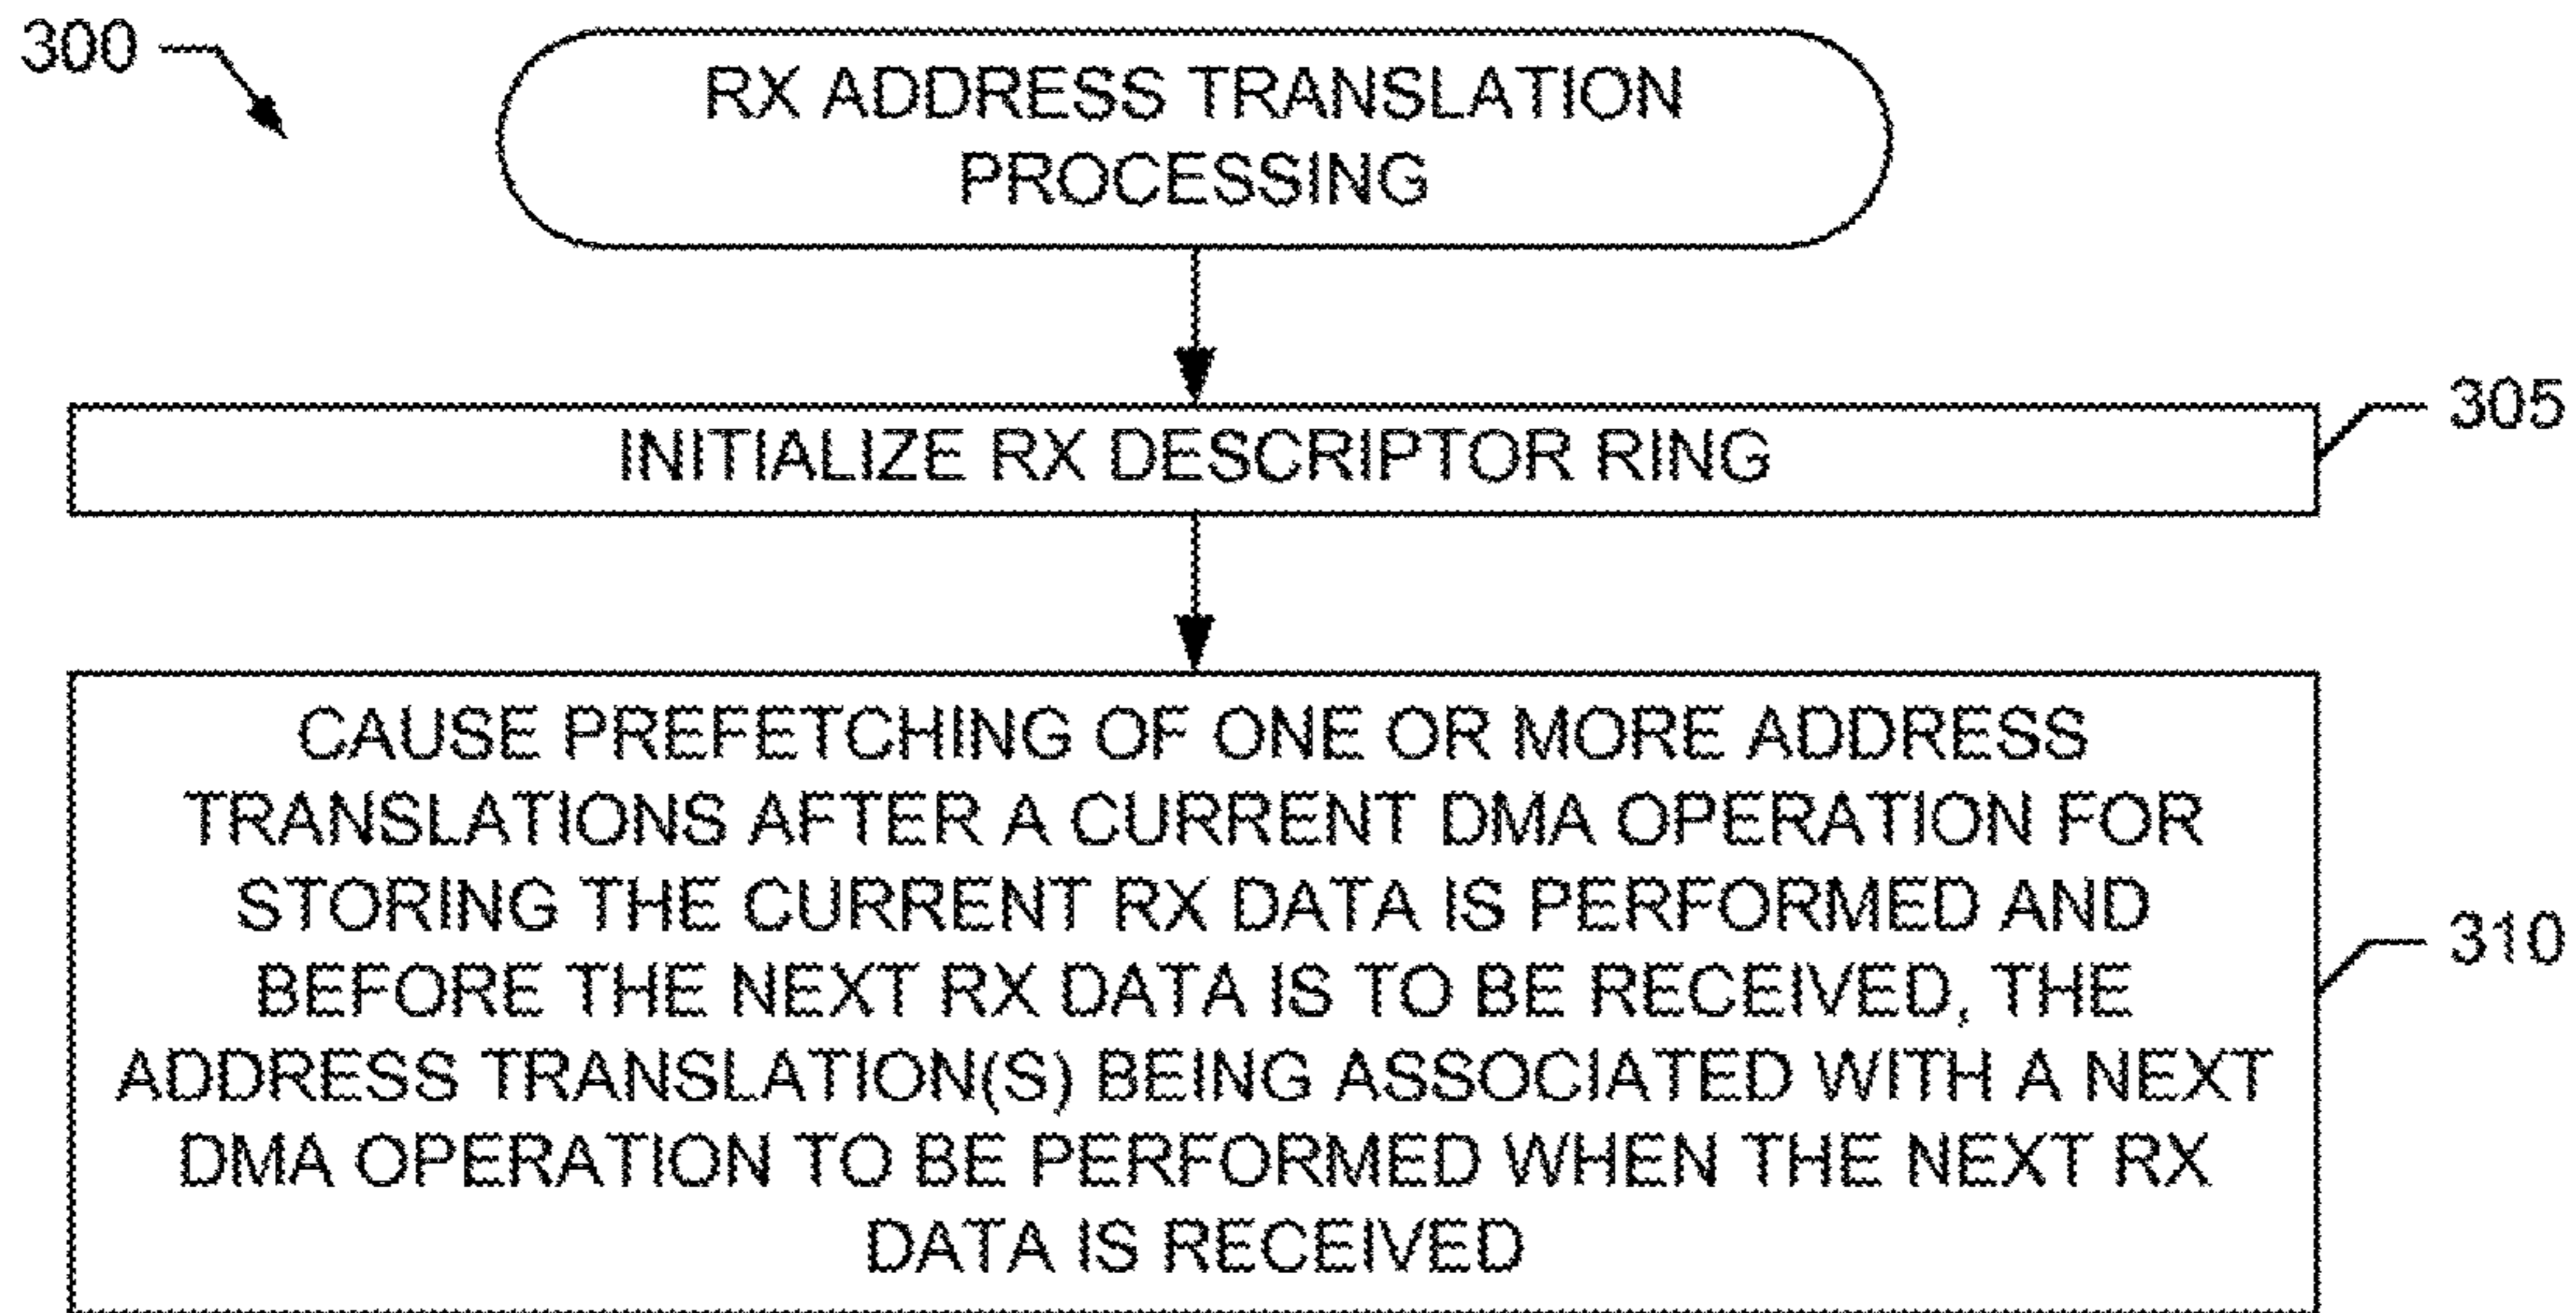 300
RX ADDRESS TRANSLATION
PROCESSING
305
INITIALIZE RX DESCRIPTOR RING
CAUSE PREFETCHING OF ONE OR MORE ADDRESS
TRANSLATIONS AFTER A CURRENT DMA OPERATION FOR
STORING THE CURRENT RX DATA IS PERFORMED AND
BEFORE THE NEXT RX DATA IS TO BE RECEIVED, THE
ADDRESS TRANSLATION(S) BEING ASSOCIATED WITH A NEXT
DMA OPERATION TO BE PERFORMED WHEN THE NEXT RX
DATA IS RECEIVED
310